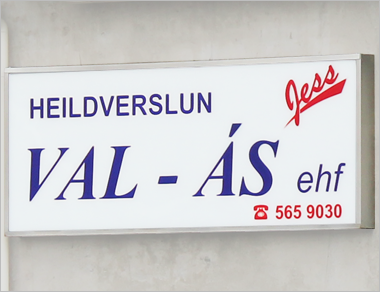 Jess
HEILDVERSLUN
VAL - ÁS ehf
☎ 565 9030